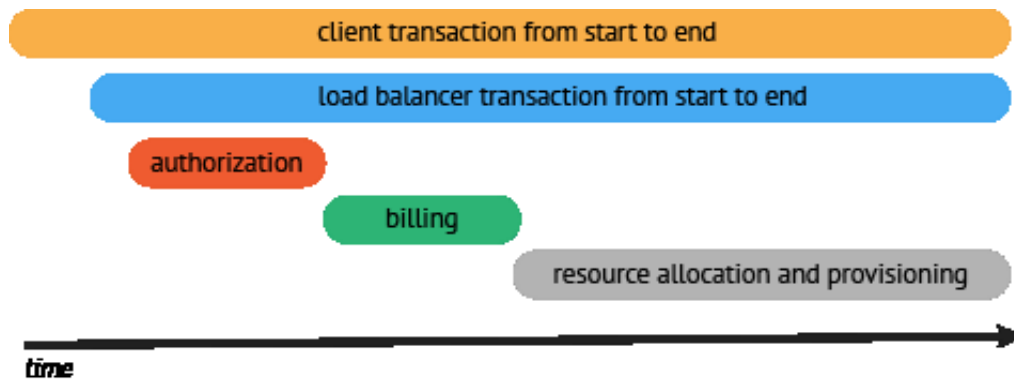 client transaction from start to end
load balancer transaction from start to end
authorization
billing
resource allocation and provisioning
time